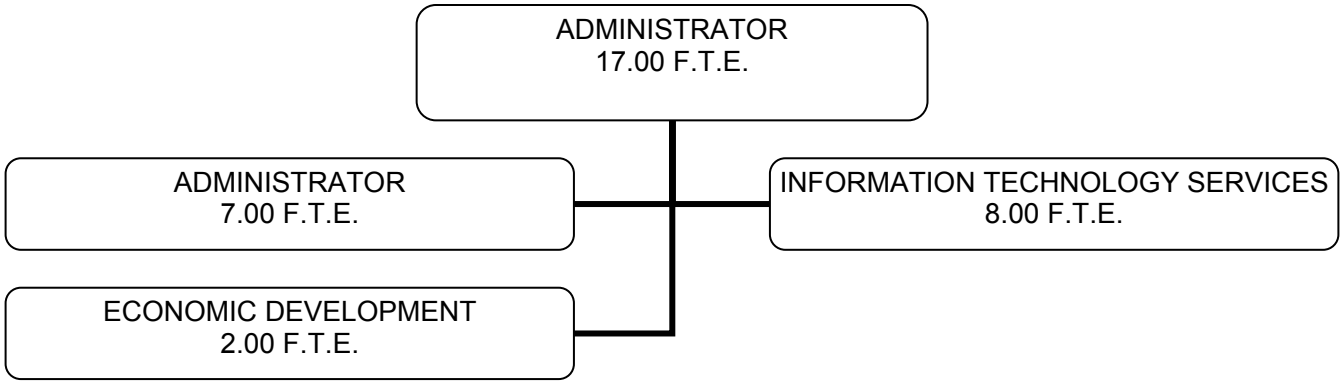 ADMINISTRATOR
17.00 F.T.E.
ADMINISTRATOR
7.00 F.T.E.
INFORMATION TECHNOLOGY SERVICES
8.00 F.T.E.
ECONOMIC DEVELOPMENT
2.00 F.T.E.